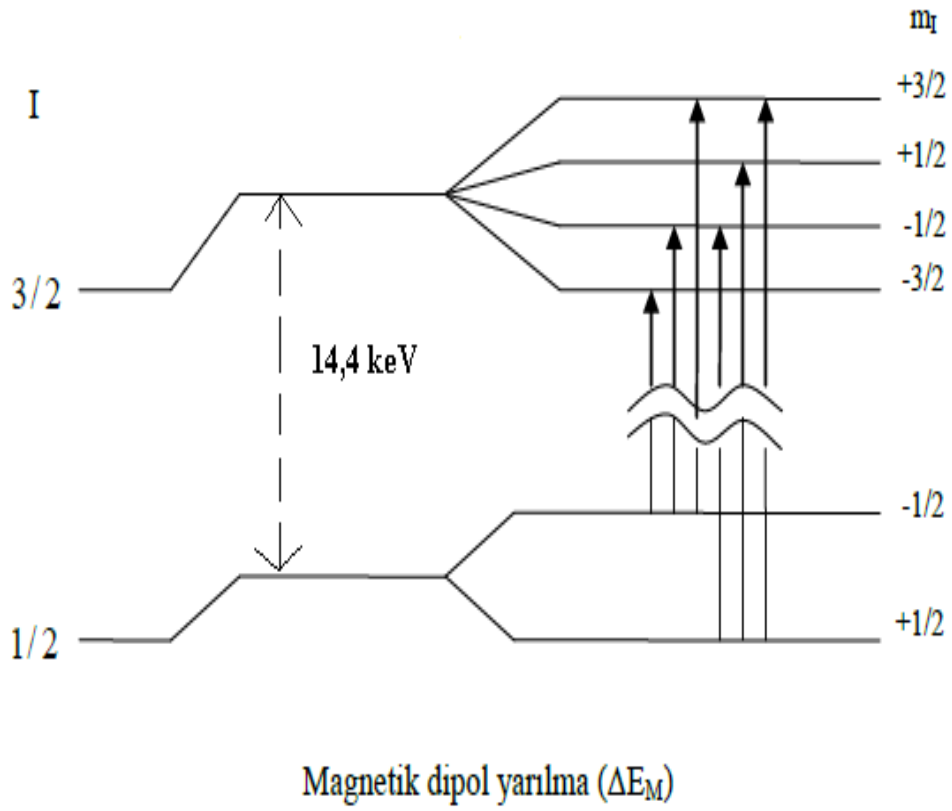 m_I
I
+3/2
+1/2
-1/2
-3/2
3/2
14,4 keV
-1/2
1/2
+1/2
Magnetik dipol yarılma (ΔE_M)